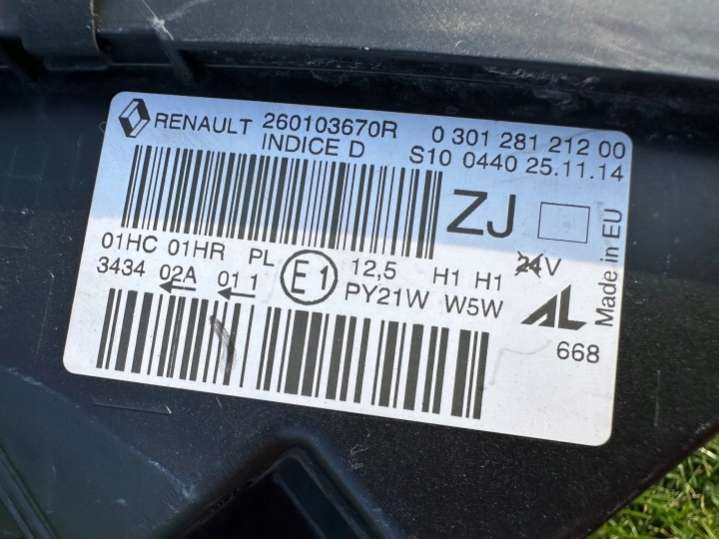 RENAULT 260103670R 0 301 281 212 00
INDICE D S10 0440 25.11.14
ZJ
01HC 01HR PL E1 12,5 H1 H1 24V
3434 02A 01 1 PY21W W5W
AL
668
Made in EU